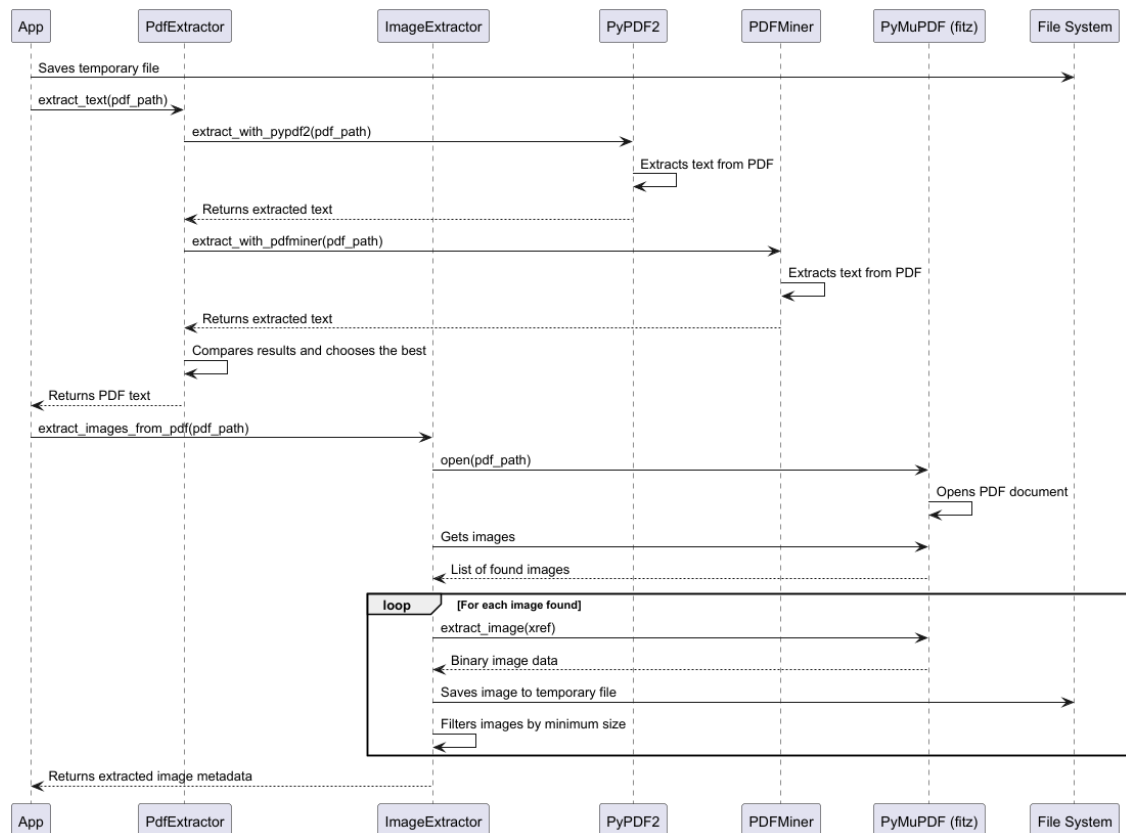 App PdfExtractor ImageExtractor PyPDF2 PDFMiner PyMuPDF (fitz) File System
Saves temporary file
extract_text(pdf_path)
extract_with_pypdf2(pdf_path)
Extracts text from PDF
Returns extracted text
extract_with_pdfminer(pdf_path)
Extracts text from PDF
Returns extracted text
Compares results and chooses the best
Returns PDF text
extract_images_from_pdf(pdf_path)
open(pdf_path)
Opens PDF document
Gets images
List of found images
loop [For each image found]
extract_image(xref)
Binary image data
Saves image to temporary file
Filters images by minimum size
Returns extracted image metadata
App PdfExtractor ImageExtractor PyPDF2 PDFMiner PyMuPDF (fitz) File System